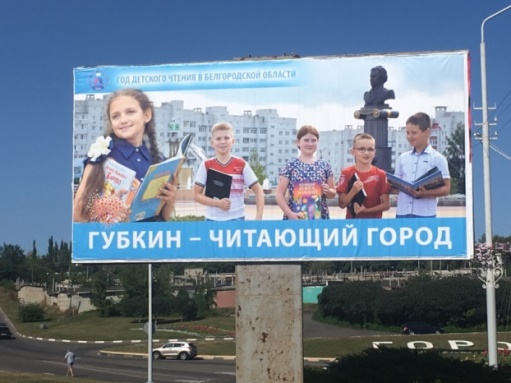 ГОД ДЕТСКОГО ЧТЕНИЯ В БЕЛГОРОДСКОЙ ОБЛАСТИ
ГУБКИН – ЧИТАЮЩИЙ ГОРОД